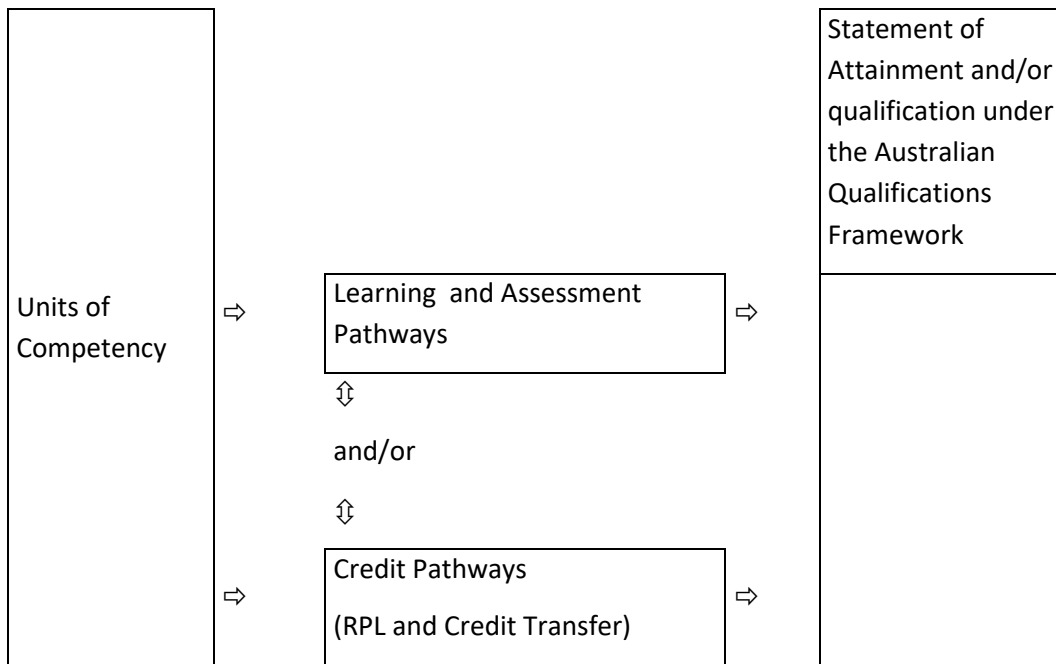 Statement of
Attainment and/or
qualification under
the Australian
Qualifications
Framework
Units of
Competency
⇨
Learning  and Assessment
Pathways
⇨
⇕
and/or
⇕
⇨
Credit Pathways
(RPL and Credit Transfer)
⇨